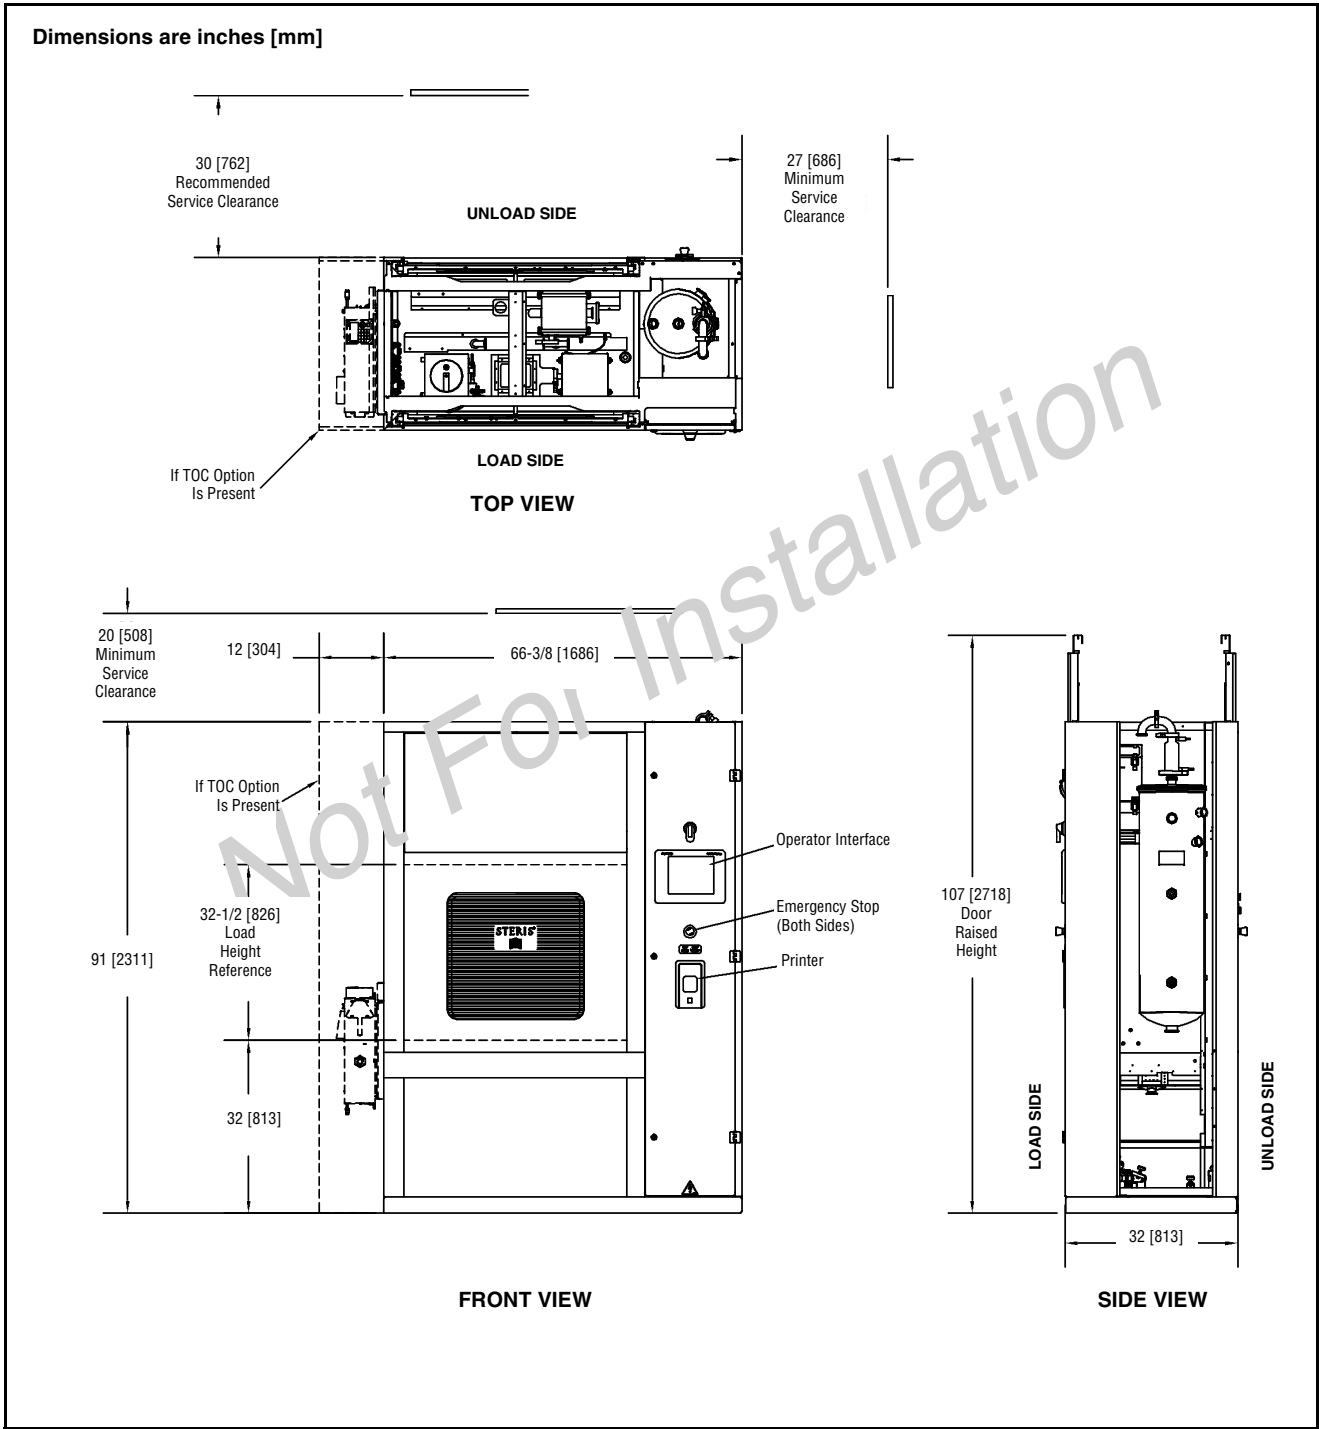 Dimensions are inches [mm]
30 [762]
Recommended
Service Clearance
27 [686]
Minimum
Service
Clearance
UNLOAD SIDE
If TOC Option
Is Present
LOAD SIDE
TOP VIEW
Not For Installation
20 [508]
Minimum
Service
Clearance
12 [304]
66-3/8 [1686]
If TOC Option
Is Present
32-1/2 [826]
Load
Height
Reference
91 [2311]
32 [813]
STERIS®
Operator Interface
Emergency Stop
(Both Sides)
Printer
FRONT VIEW
107 [2718]
Door
Raised
Height
LOAD SIDE
UNLOAD SIDE
32 [813]
SIDE VIEW